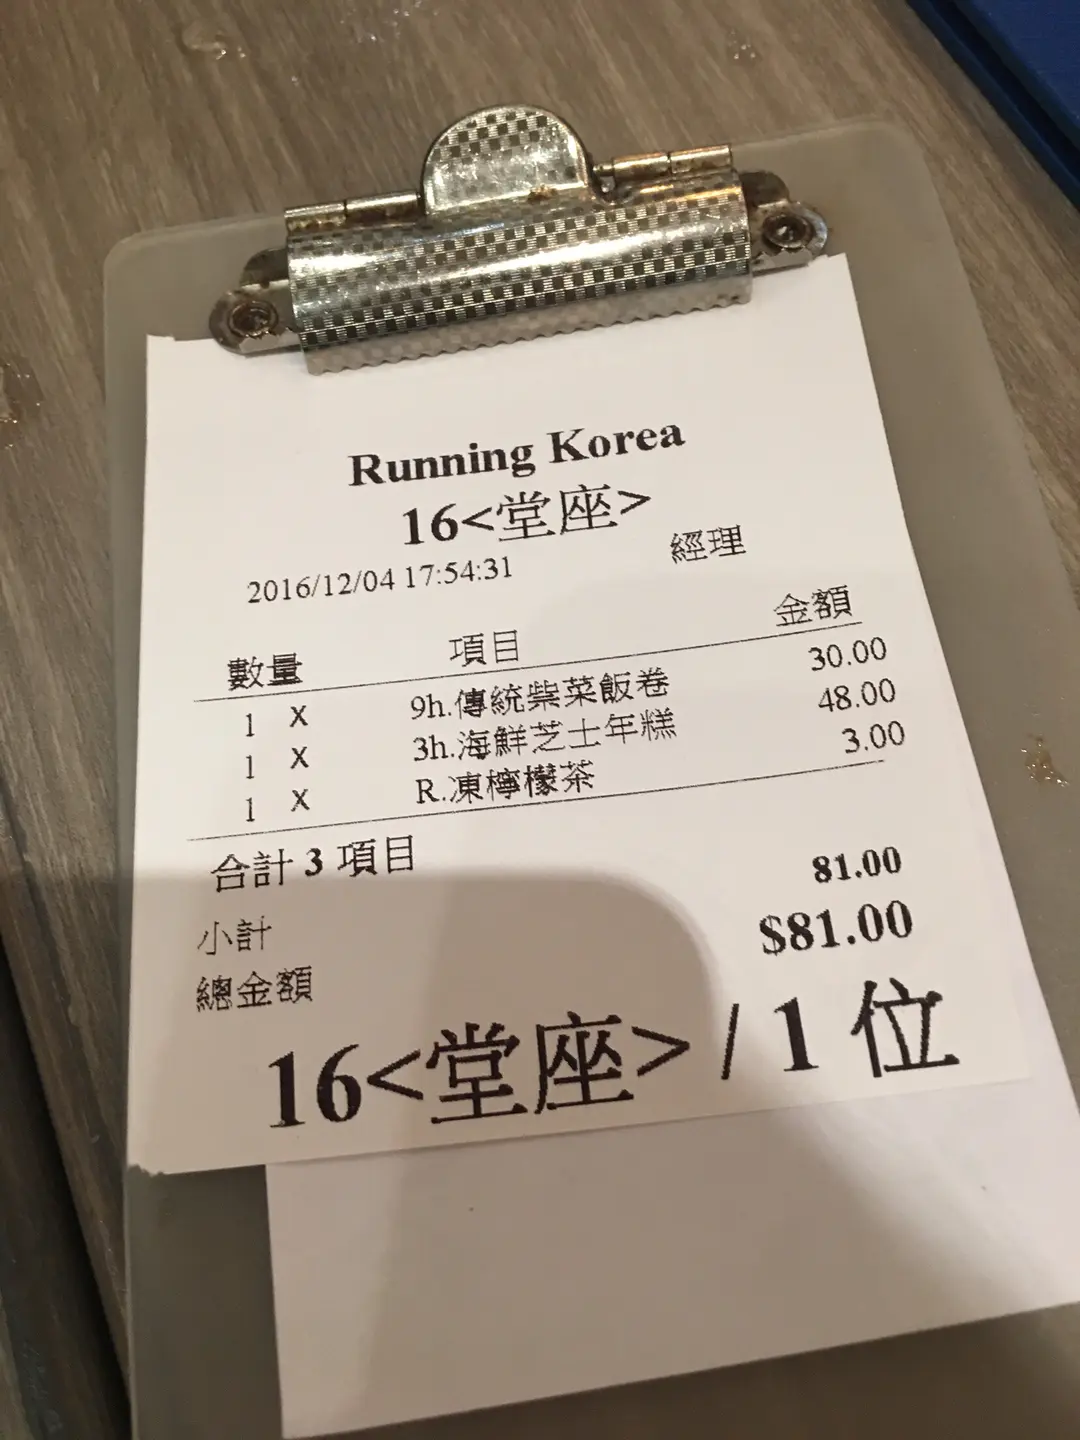 Running Korea
16<堂座>
2016/12/04 17:54:31 經理
數量 項目 金額
1 X 9h.傳統紫菜飯卷 30.00
1 X 3h.海鮮芝士年糕 48.00
1 X R.凍檸檬茶 3.00
合計 3 項目
小計 81.00
總金額 $81.00
16<堂座> / 1 位